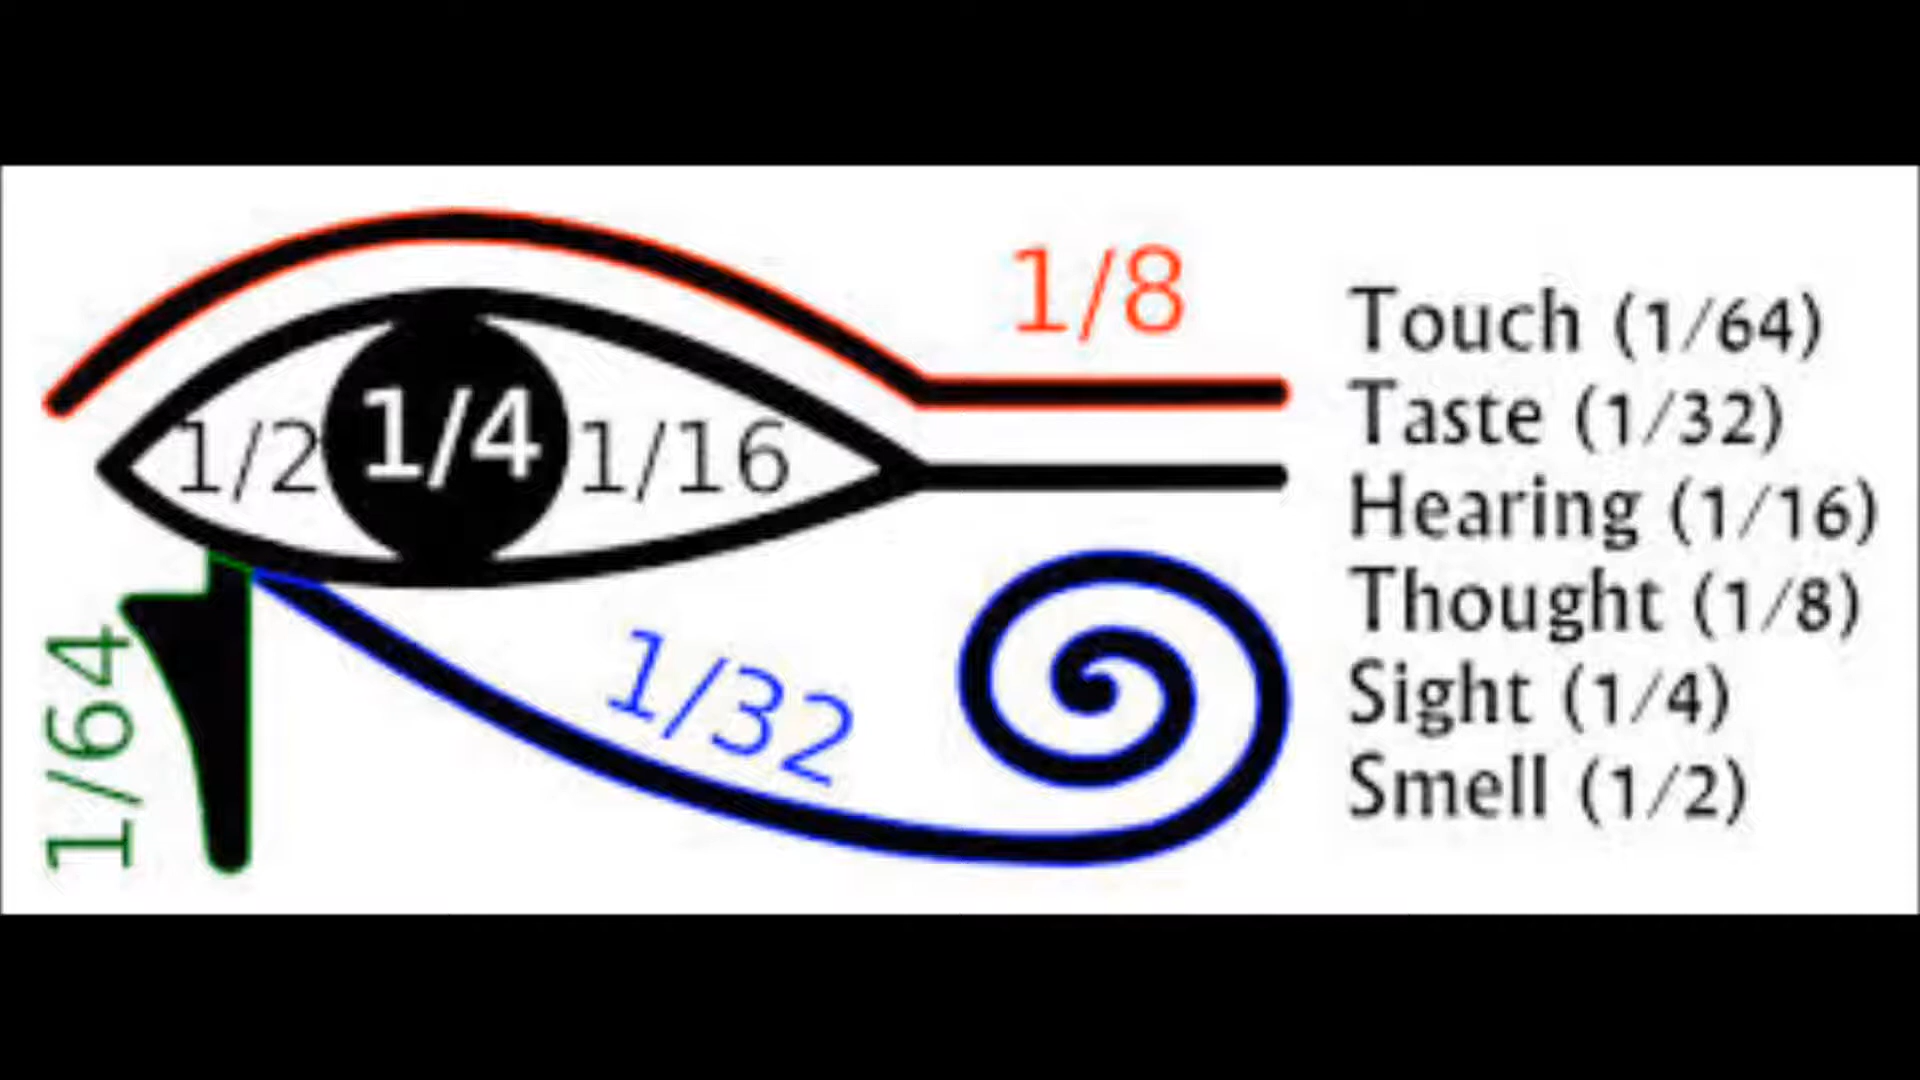 1/8
1/2
1/4
1/16
1/32
1/64
Touch (1/64)
Taste (1/32)
Hearing (1/16)
Thought (1/8)
Sight (1/4)
Smell (1/2)